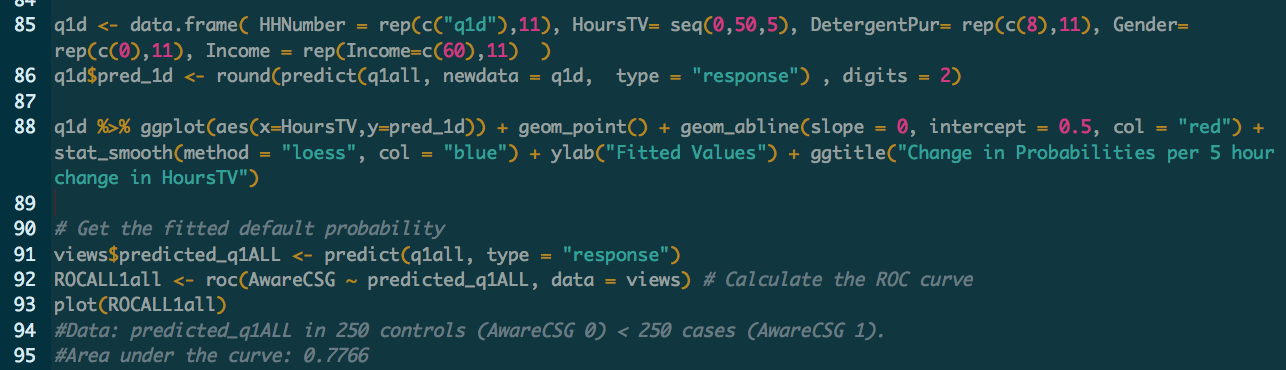 84
85 q1d <- data.frame( HHNumber = rep(c("q1d"),11), HoursTV= seq(0,50,5), DetergentPur= rep(c(8),11), Gender=
rep(c(0),11), Income = rep(Income=c(60),11)  )
86 q1d$pred_1d <- round(predict(q1all, newdata = q1d,  type = "response") , digits = 2)
87
88 q1d %>% ggplot(aes(x=HoursTV,y=pred_1d)) + geom_point() + geom_abline(slope = 0, intercept = 0.5, col = "red") +
stat_smooth(method = "loess", col = "blue") + ylab("Fitted Values") + ggtitle("Change in Probabilities per 5 hour
change in HoursTV")
89
90 # Get the fitted default probability
91 views$predicted_q1ALL <- predict(q1all, type = "response")
92 ROCALL1all <- roc(AwareCSG ~ predicted_q1ALL, data = views) # Calculate the ROC curve
93 plot(ROCALL1all)
94 #Data: predicted_q1ALL in 250 controls (AwareCSG 0) < 250 cases (AwareCSG 1).
95 #Area under the curve: 0.7766